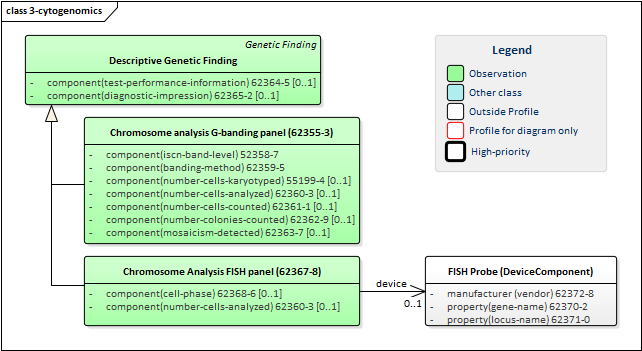 class 3-cytogenomics
Genetic Finding
Descriptive Genetic Finding
- component(test-performance-information) 62364-5 [0..1]
- component(diagnostic-impression) 62365-2 [0..1]
Legend
Observation
Other class
Outside Profile
Profile for diagram only
High-priority
Chromosome analysis G-banding panel (62355-3)
- component(iscn-band-level) 52358-7
- component(banding-method) 62359-5
- component(number-cells-karyotyped) 55199-4 [0..1]
- component(number-cells-analyzed) 62360-3 [0..1]
- component(number-cells-counted) 62361-1 [0..1]
- component(number-colonies-counted) 62362-9 [0..1]
- component(mosaicism-detected) 62363-7 [0..1]
Chromosome Analysis FISH panel (62367-8)
- component(cell-phase) 62368-6 [0..1]
- component(number-cells-analyzed) 62360-3 [0..1]
device
0..1
FISH Probe (DeviceComponent)
- manufacturer (vendor) 62372-8
- property(gene-name) 62370-2
- property(locus-name) 62371-0